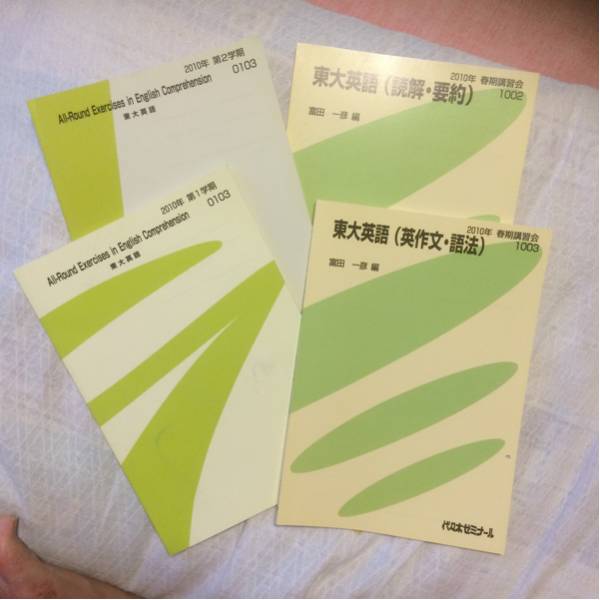 2010年 第2学期
0103
All-Round Exercises in English Comprehension
東大英語
2010年 春期講習会
東大英語(読解・要約)
1002
富田 一彦 編
2010年 第1学期
0103
All-Round Exercises in English Comprehension
東大英語
2010年 春期講習会
東大英語(英作文・語法)
1003
富田 一彦 編
代々木ゼミナール